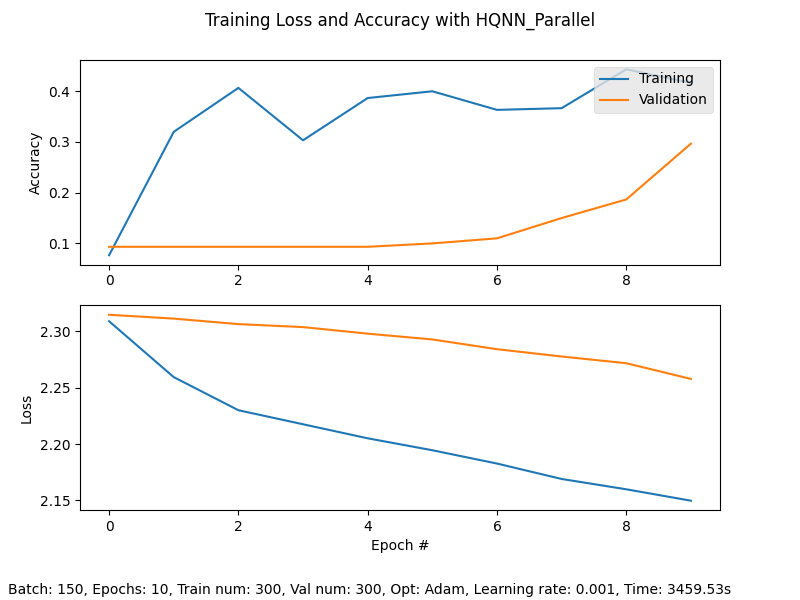 Training Loss and Accuracy with HQNN_Parallel
Accuracy
0.4
0.3
0.2
0.1
Training
Validation
0 2 4 6 8
Loss
2.30
2.25
2.20
2.15
0 2 4 6 8
Epoch #
Batch: 150, Epochs: 10, Train num: 300, Val num: 300, Opt: Adam, Learning rate: 0.001, Time: 3459.53s